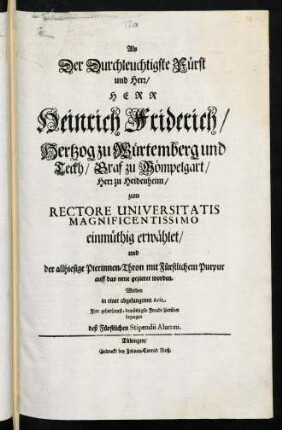 Als
Der Durchleuchtigste Fürst
und Herr/
HERR
Heinrich Friderich/
Hertzog zu Würtemberg und
Teckh/ Graf zu Mömpelgart/
Herr zu Heidenheim/
zum
RECTORE UNIVERSITATIS
MAGNIFICENTISSIMO
einmüthig erwählet/
und
der allhiesige Pierinnen-Thron mit Fürstlichem Purpur
auff das neue gezieret worden.
Wolten
in einer abgesungenen Aria,
Ihre gehorsamst-demüthigste Freude hierüber
bezeugen
deß Fürstlichen Stipendii Alumni.
Tübingen/
Gedruckt bey Johann-Conrad Reiß.